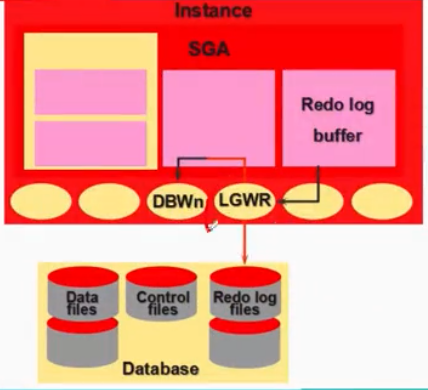 Instance
SGA
Redo log
buffer
DBWn
LGWR
Data
files
Control
files
Redo log
files
Database